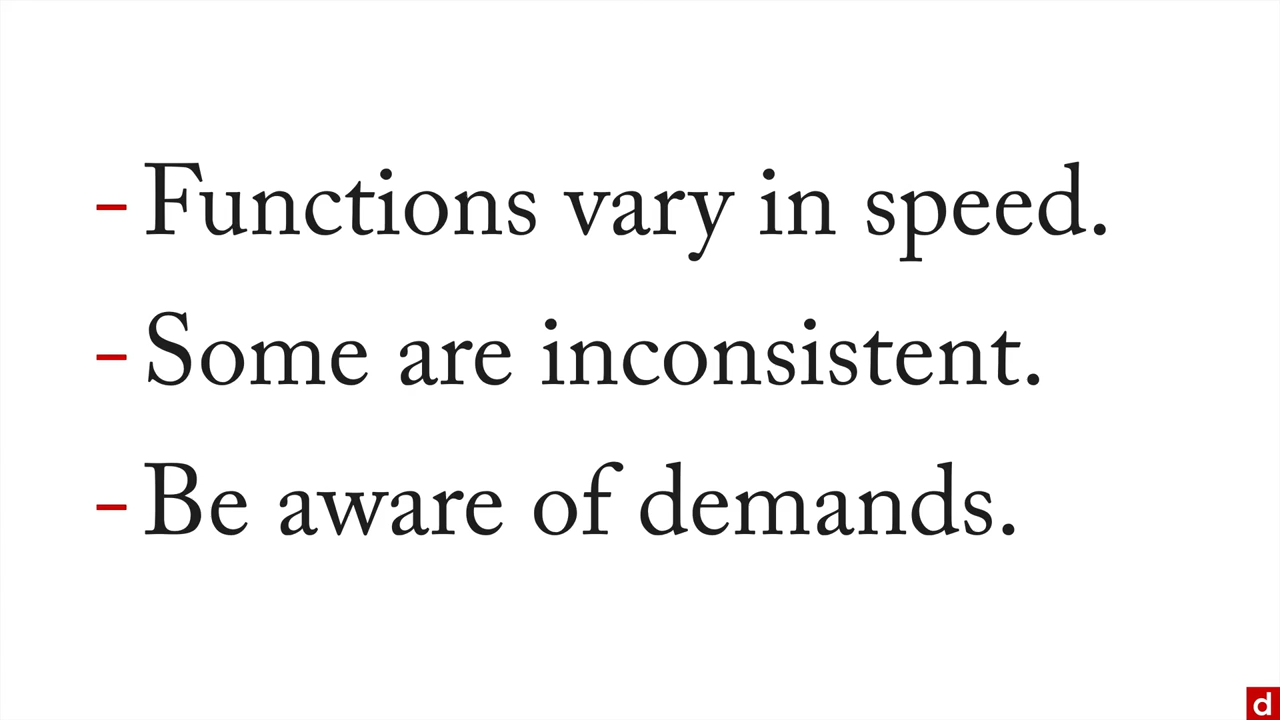 – Functions vary in speed.
– Some are inconsistent.
– Be aware of demands.
d